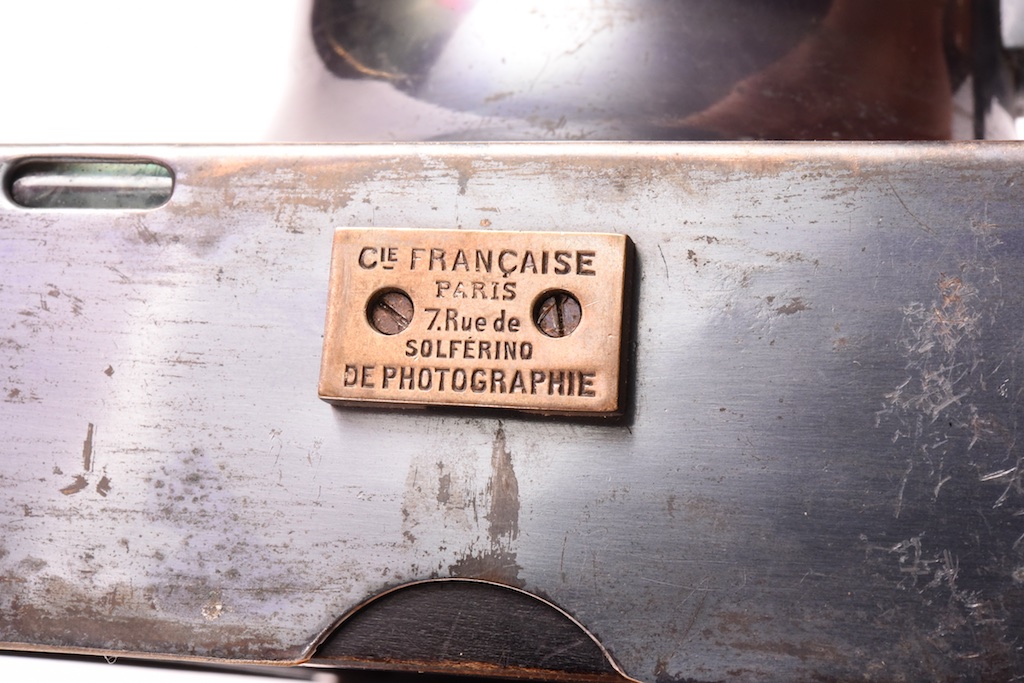 CIE FRANÇAISE
PARIS
7. Rue de
SOLFÉRINO
DE PHOTOGRAPHIE